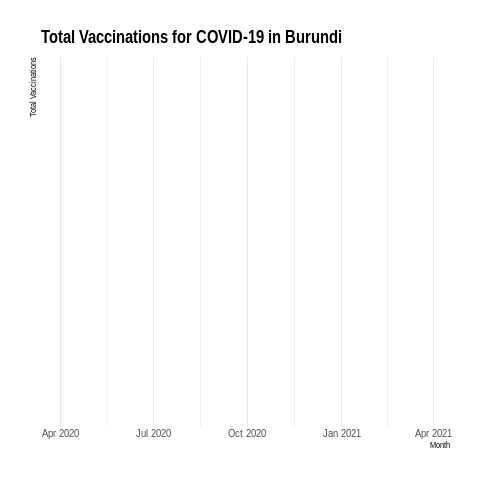 Total Vaccinations for COVID-19 in Burundi
Total Vaccinations
Apr 2020 Jul 2020 Oct 2020 Jan 2021 Apr 2021
Month